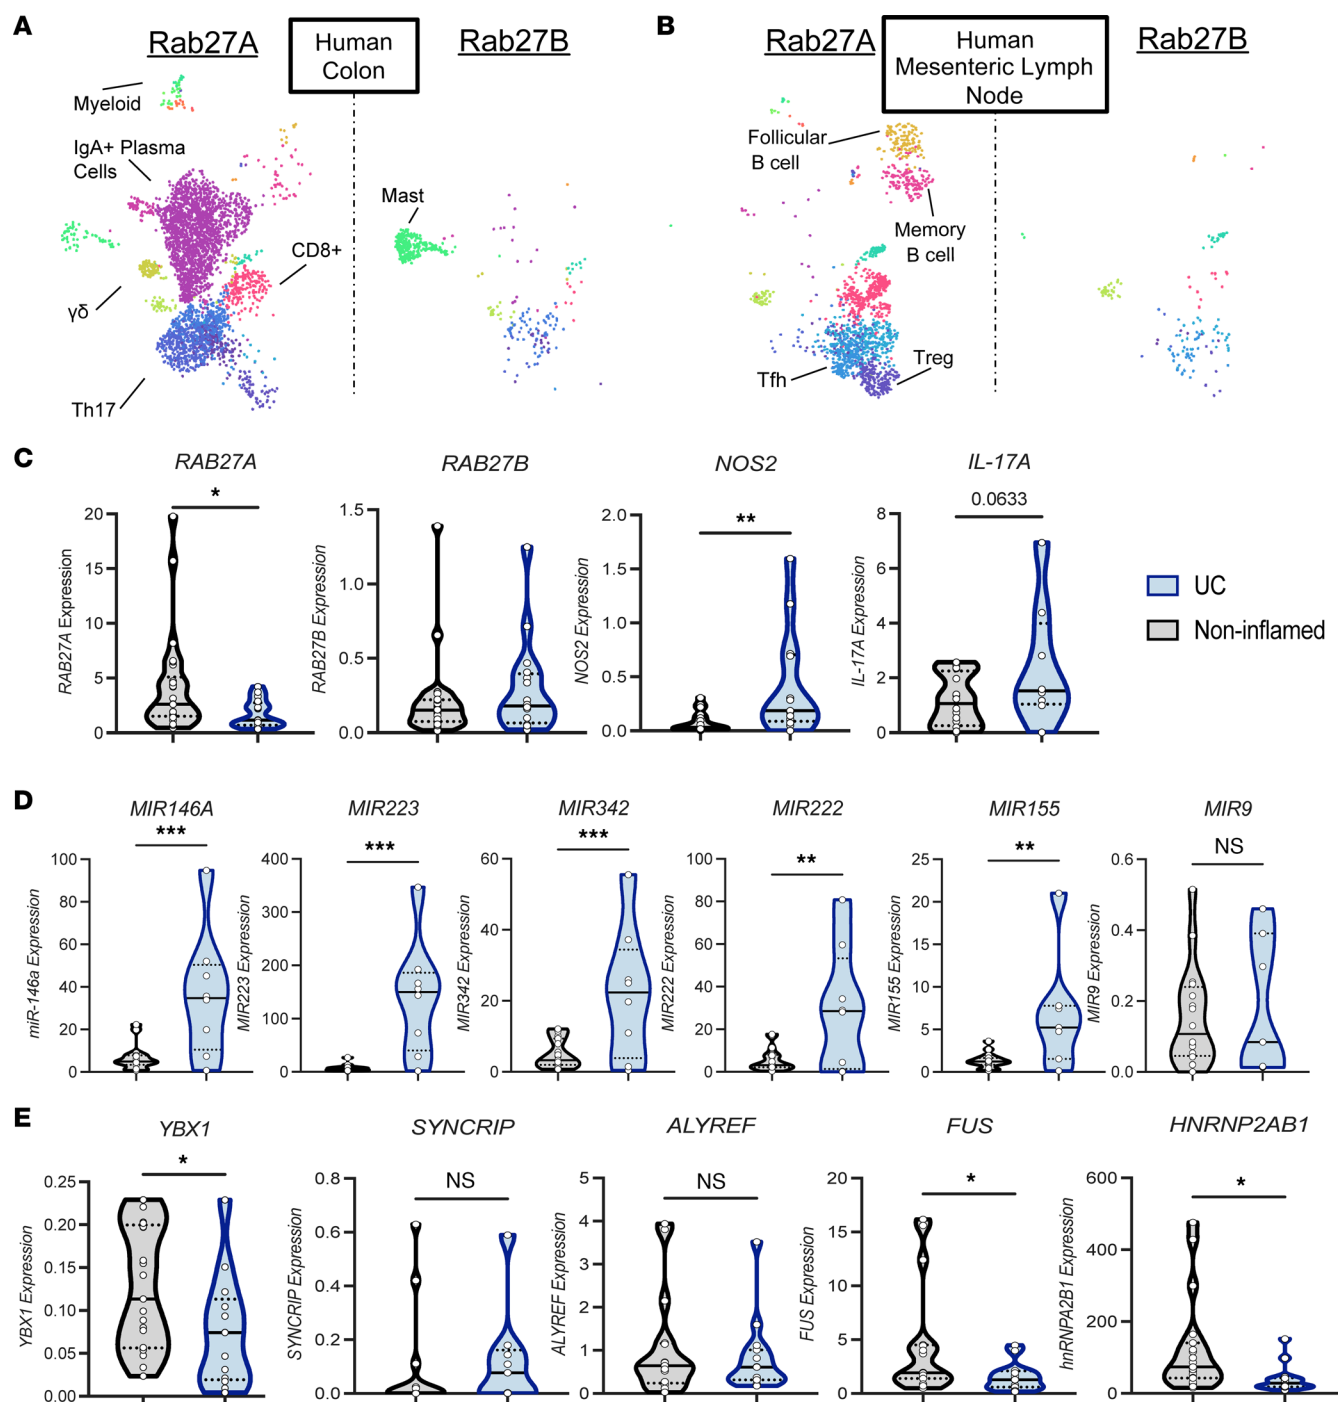 A
Rab27A
Human
Colon
Rab27B
Myeloid
IgA+ Plasma
Cells
CD8+
Mast
γδ
Th17
B
Rab27A
Human
Mesenteric Lymph
Node
Rab27B
Follicular
B cell
Memory
B cell
Tfh
Treg
C
RAB27A
*
RAB27A Expression
20
15
10
5
0
RAB27B
RAB27B Expression
1.5
1.0
0.5
0.0
NOS2
**
NOS2 Expression
2.0
1.5
1.0
0.5
0.0
IL-17A
0.0633
IL-17A Expression
8
6
4
2
0
UC
Non-inflamed
D
MIR146A
***
miR-146a Expression
100
80
60
40
20
0
MIR223
***
MIR223 Expression
400
300
200
100
0
MIR342
***
MIR342 Expression
60
40
20
0
MIR222
**
MIR222 Expression
100
80
60
40
20
0
MIR155
**
MIR155 Expression
25
20
15
10
5
0
MIR9
NS
MIR9 Expression
0.6
0.4
0.2
0.0
E
YBX1
*
YBX1 Expression
0.25
0.20
0.15
0.10
0.05
0.00
SYNCRIP
NS
SYNCRIP Expression
0.8
0.6
0.4
0.2
0.0
ALYREF
NS
ALYREF Expression
5
4
3
2
1
0
FUS
*
FUS Expression
20
15
10
5
0
HNRNP2AB1
*
hnRNPA2B1 Expression
600
400
200
0